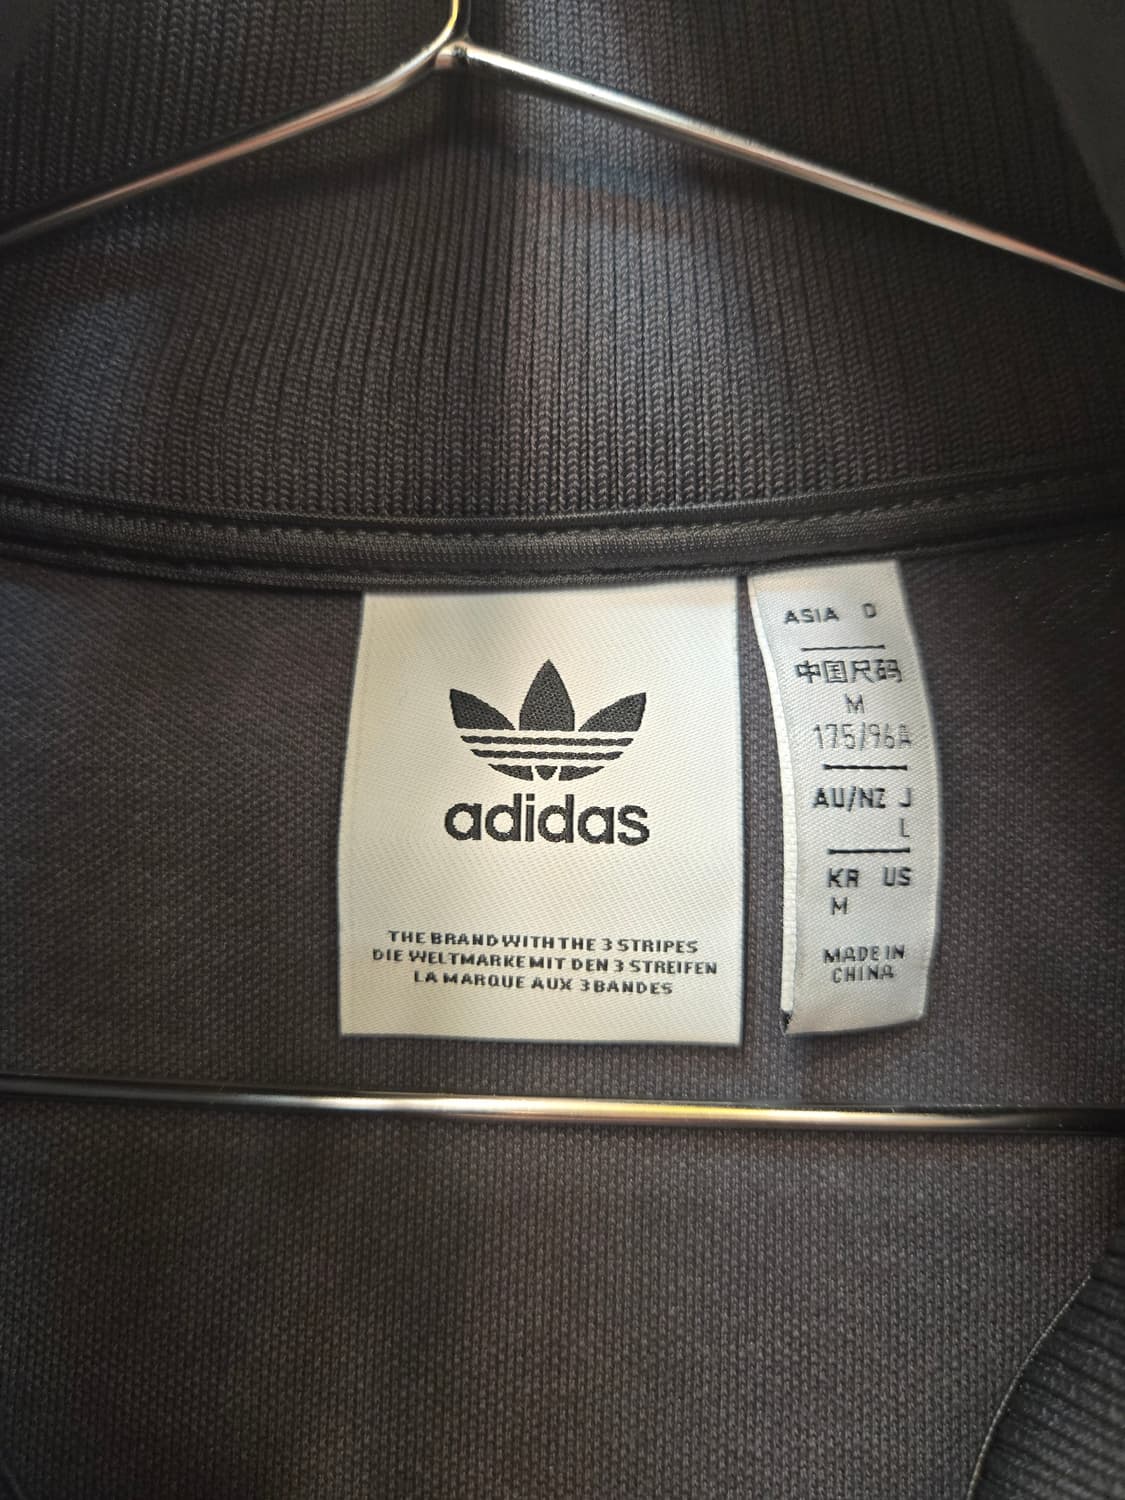 adidas
THE BRAND WITH THE 3 STRIPES
DIE WELTMARKE MIT DEN 3 STREIFEN
LA MARQUE AUX 3 BANDES
ASIA D
中国尺码
M
175/96A
AU/NZ J
L
KR US
M
MADE IN
CHINA